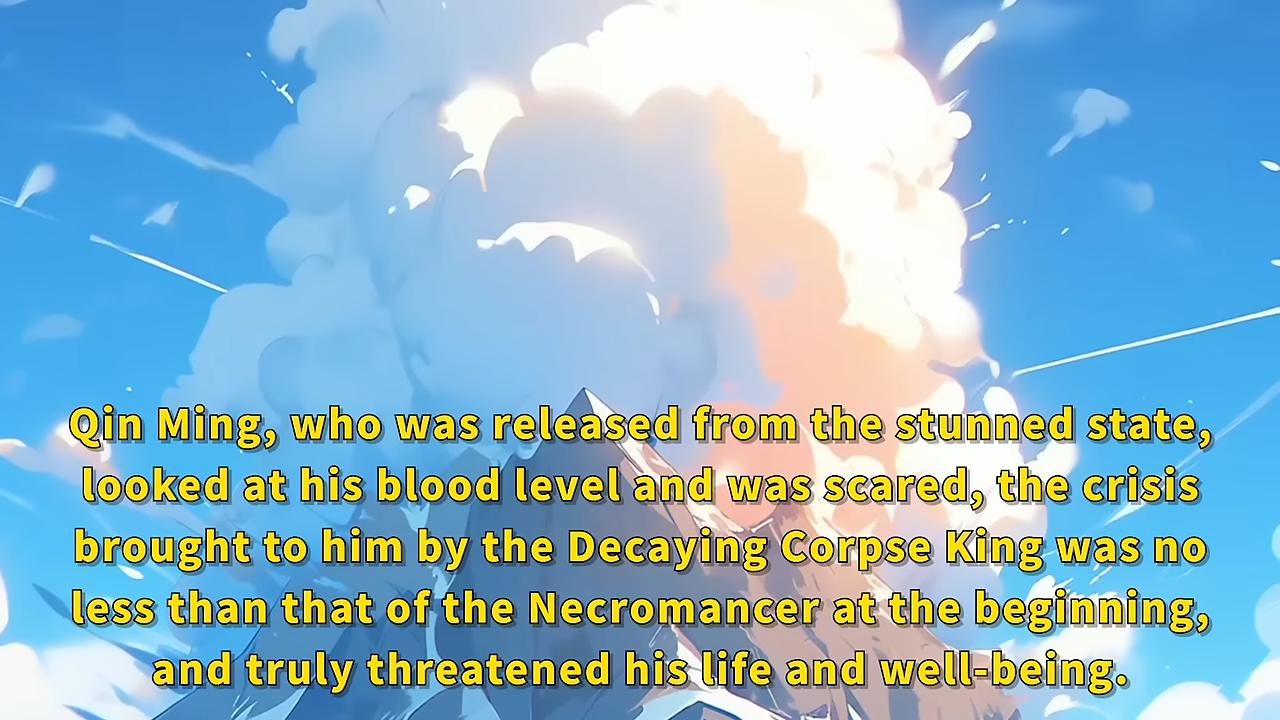 Qin Ming, who was released from the stunned state,
looked at his blood level and was scared, the crisis
brought to him by the Decaying Corpse King was no
less than that of the Necromancer at the beginning,
and truly threatened his life and well-being.